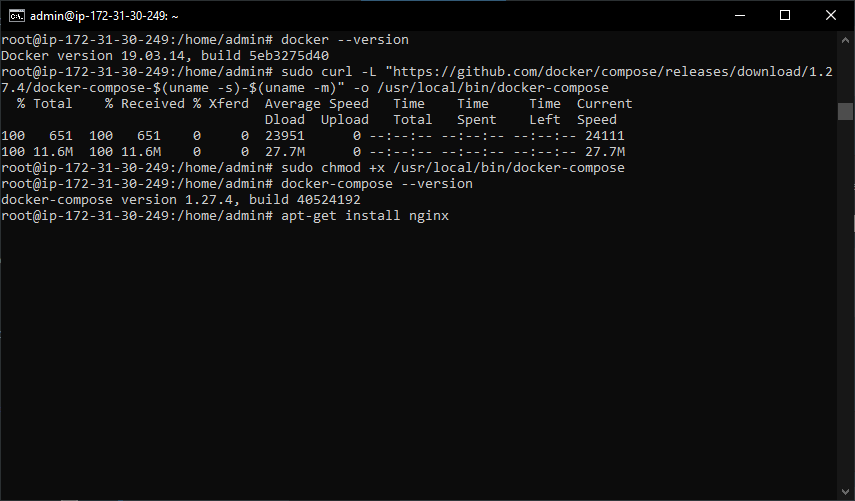 admin@ip-172-31-30-249: ~
root@ip-172-31-30-249:/home/admin# docker --version
Docker version 19.03.14, build 5eb3275d40
root@ip-172-31-30-249:/home/admin# sudo curl -L "https://github.com/docker/compose/releases/download/1.2
7.4/docker-compose-$(uname -s)-$(uname -m)" -o /usr/local/bin/docker-compose
  % Total    % Received % Xferd  Average Speed   Time    Time     Time  Current
                                 Dload  Upload   Total   Spent    Left  Speed
100   651  100   651    0     0  23951      0 --:--:-- --:--:-- --:--:-- 24111
100 11.6M  100 11.6M    0     0  27.7M      0 --:--:-- --:--:-- --:--:-- 27.7M
root@ip-172-31-30-249:/home/admin# sudo chmod +x /usr/local/bin/docker-compose
root@ip-172-31-30-249:/home/admin# docker-compose --version
docker-compose version 1.27.4, build 40524192
root@ip-172-31-30-249:/home/admin# apt-get install nginx